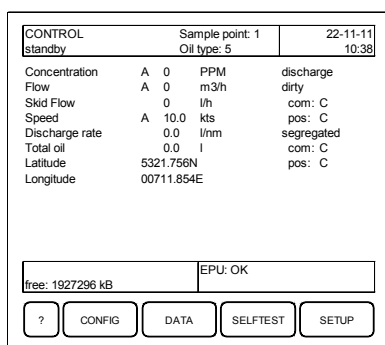 CONTROL Sample point: 1 22-11-11
standby Oil type: 5 10:38
Concentration A 0 PPM discharge
Flow A 0 m3/h dirty
Skid Flow 0 l/h com: C
Speed A 10.0 kts pos: C
Discharge rate 0.0 l/nm segregated
Total oil 0.0 l com: C
Latitude 5321.756N pos: C
Longitude 00711.854E
EPU: OK
free: 1927296 kB
? CONFIG DATA SELFTEST SETUP